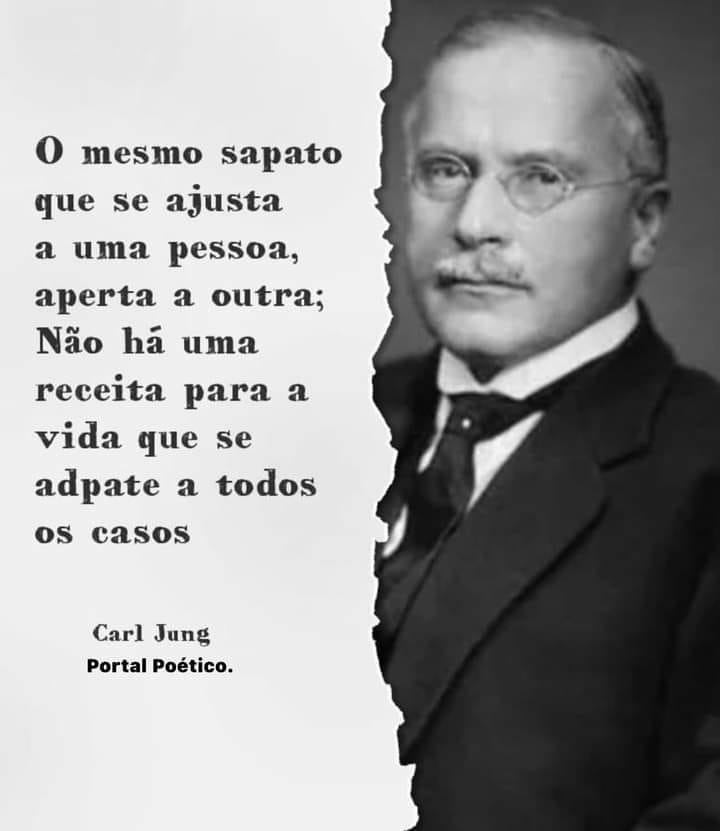 O mesmo sapato
que se ajusta
a uma pessoa,
aperta a outra;
Não há uma
receita para a
vida que se
adpate a todos
os casos
Carl Jung
Portal Poético.